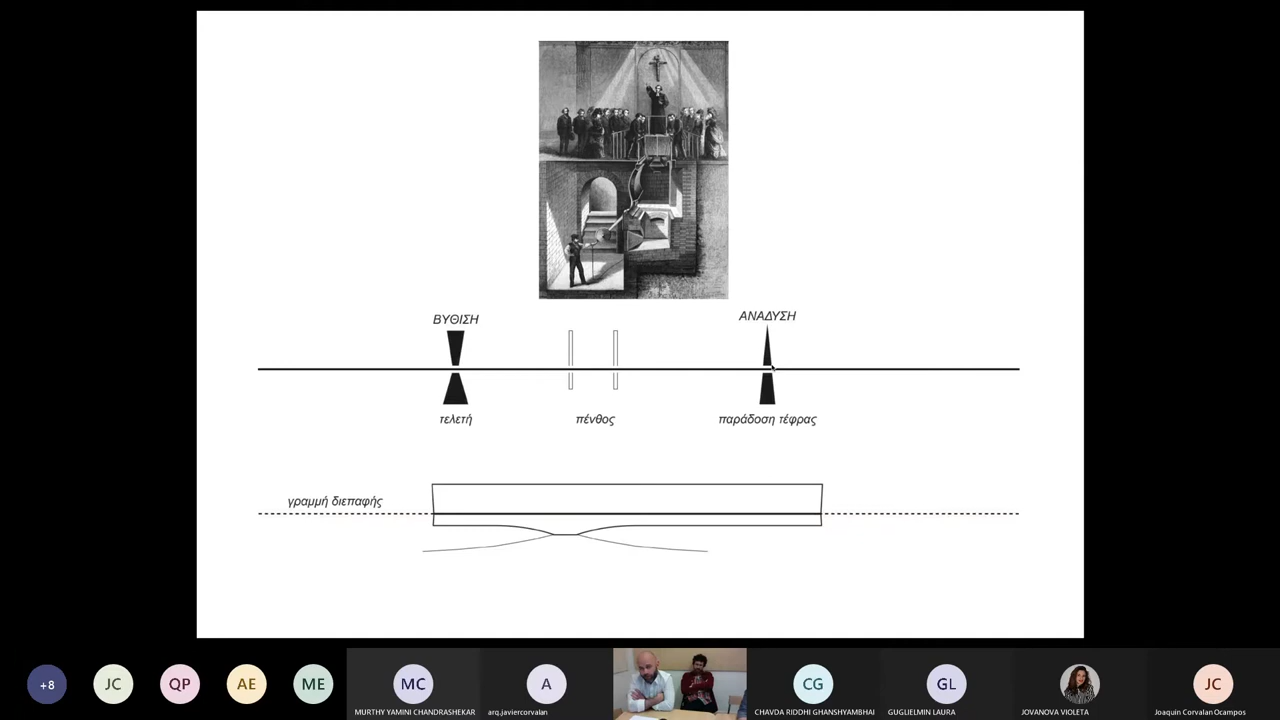 ΒΥΘΙΣΗ
ΑΝΑΔΥΣΗ
τελετή
πένθος
παράδοση τέφρας
γραμμή διεπαφής
+8
JC
QP
AE
ME
MC
MURTHY YAMINI CHANDRASHEKAR
A
arq.javiercorvalan
CG
CHAVDA RIDDHI GHANSHYAMBHAI
GL
GUGLIELMIN LAURA
JOVANOVA VIOLETA
JC
Joaquin Corvalan Ocampos